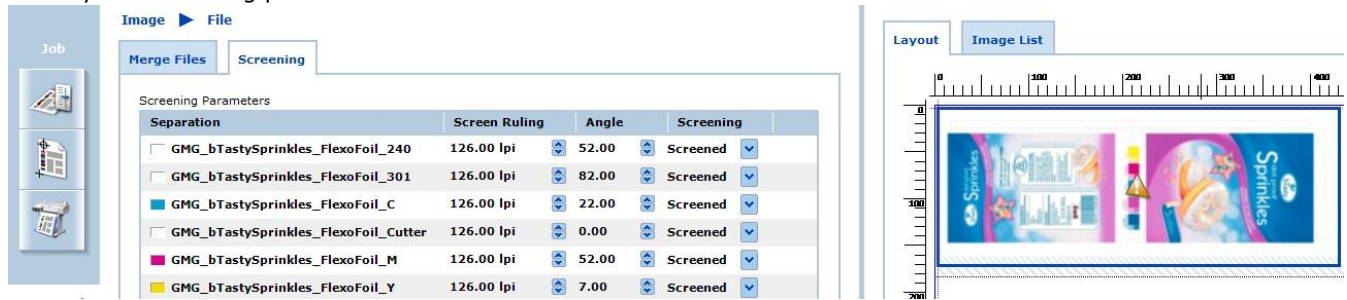 Image ▶ File
Job
Merge Files Screening
Screening Parameters
Separation Screen Ruling Angle Screening
GMG_bTastySprinkles_FlexoFoil_240 126.00 lpi 52.00 Screened
GMG_bTastySprinkles_FlexoFoil_301 126.00 lpi 82.00 Screened
GMG_bTastySprinkles_FlexoFoil_C 126.00 lpi 22.00 Screened
GMG_bTastySprinkles_FlexoFoil_Cutter 126.00 lpi 0.00 Screened
GMG_bTastySprinkles_FlexoFoil_M 126.00 lpi 52.00 Screened
GMG_bTastySprinkles_FlexoFoil_Y 126.00 lpi 7.00 Screened
Layout Image List
0 100 200 300 400
0
100
200
Sprinkles
Sprinkles